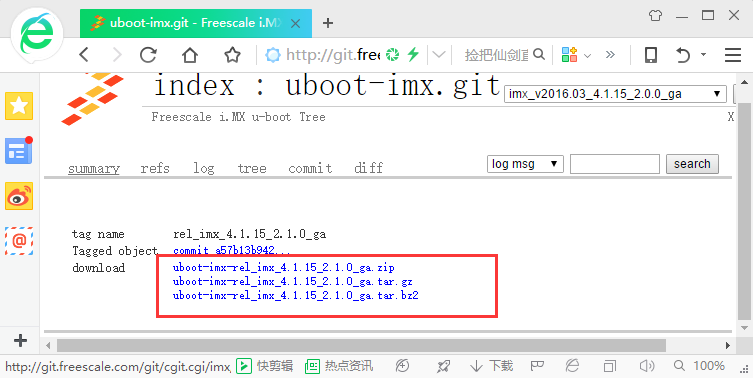 uboot-imx.git - Freescale i.M
http://git.free
捡把仙剑直
index : uboot-imx.git
imx_v2016.03_4.1.15_2.0.0_ga
Freescale i.MX u-boot Tree
X
summary refs log tree commit diff
log msg
search
tag name rel_imx_4.1.15_2.1.0_ga
Tagged object commit a57b13b942...
download uboot-imx-rel_imx_4.1.15_2.1.0_ga.zip
uboot-imx-rel_imx_4.1.15_2.1.0_ga.tar.gz
uboot-imx-rel_imx_4.1.15_2.1.0_ga.tar.bz2
http://git.freescale.com/git/cgit.cgi/imx 快剪辑 热点资讯 下载 100%